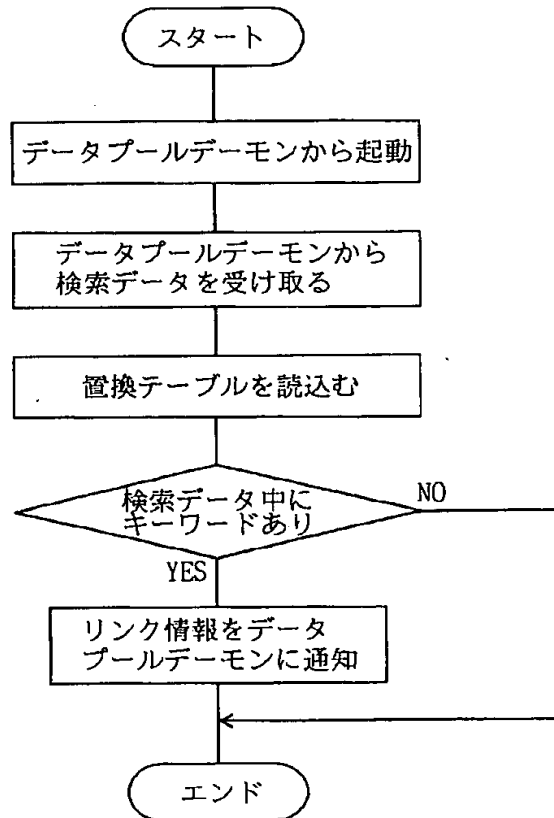 スタート
データプールデーモンから起動
データプールデーモンから
検索データを受け取る
置換テーブルを読込む
検索データ中に
キーワードあり
NO
YES
リンク情報をデータ
プールデーモンに通知
エンド